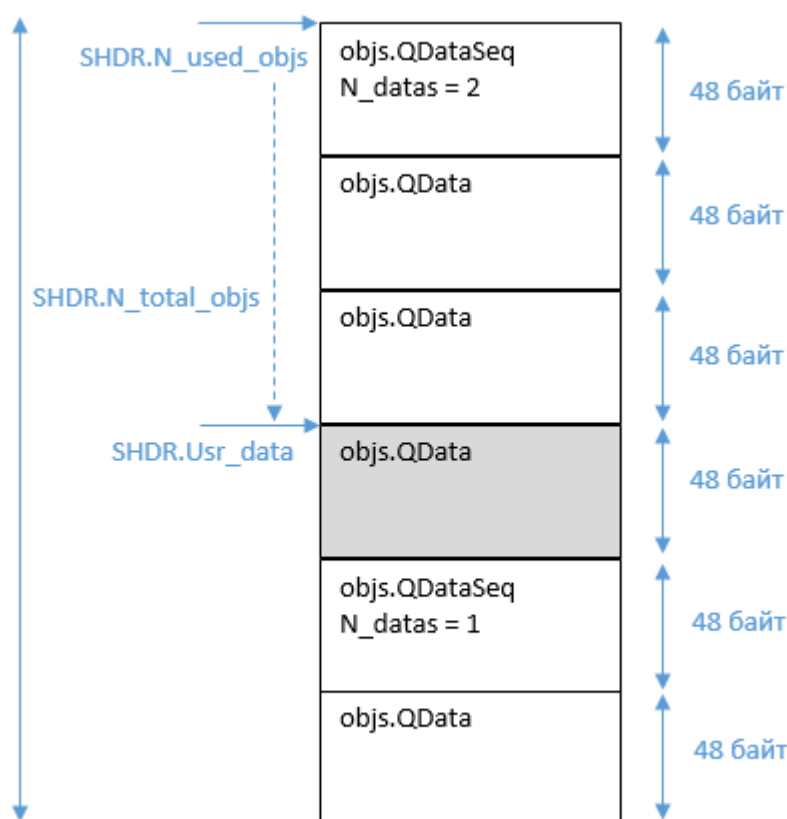 SHDR.N_used_objs
objs.QDataSeq
N_datas = 2
48 байт
objs.QData
48 байт
SHDR.N_total_objs
objs.QData
48 байт
SHDR.Usr_data
objs.QData
48 байт
objs.QDataSeq
N_datas = 1
48 байт
objs.QData
48 байт